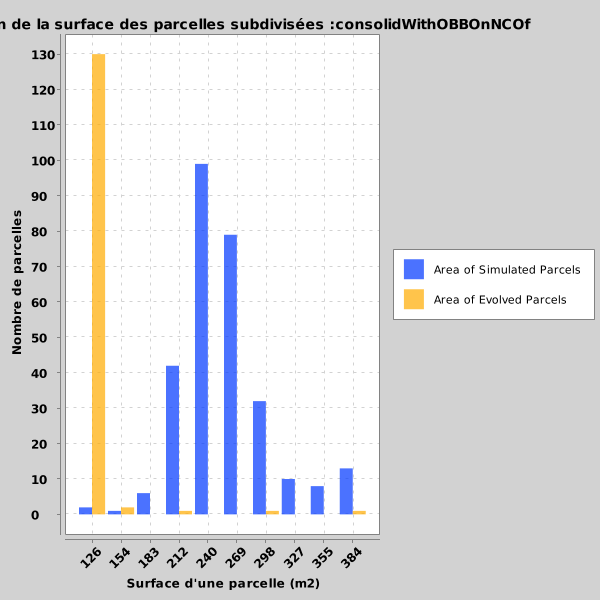 n de la surface des parcelles subdivisées :consolidWithOBBOnNCOf
Nombre de parcelles
130
120
110
100
90
80
70
60
50
40
30
20
10
0
126 154 183 212 240 269 298 327 355 384
Surface d'une parcelle (m2)
Area of Simulated Parcels
Area of Evolved Parcels